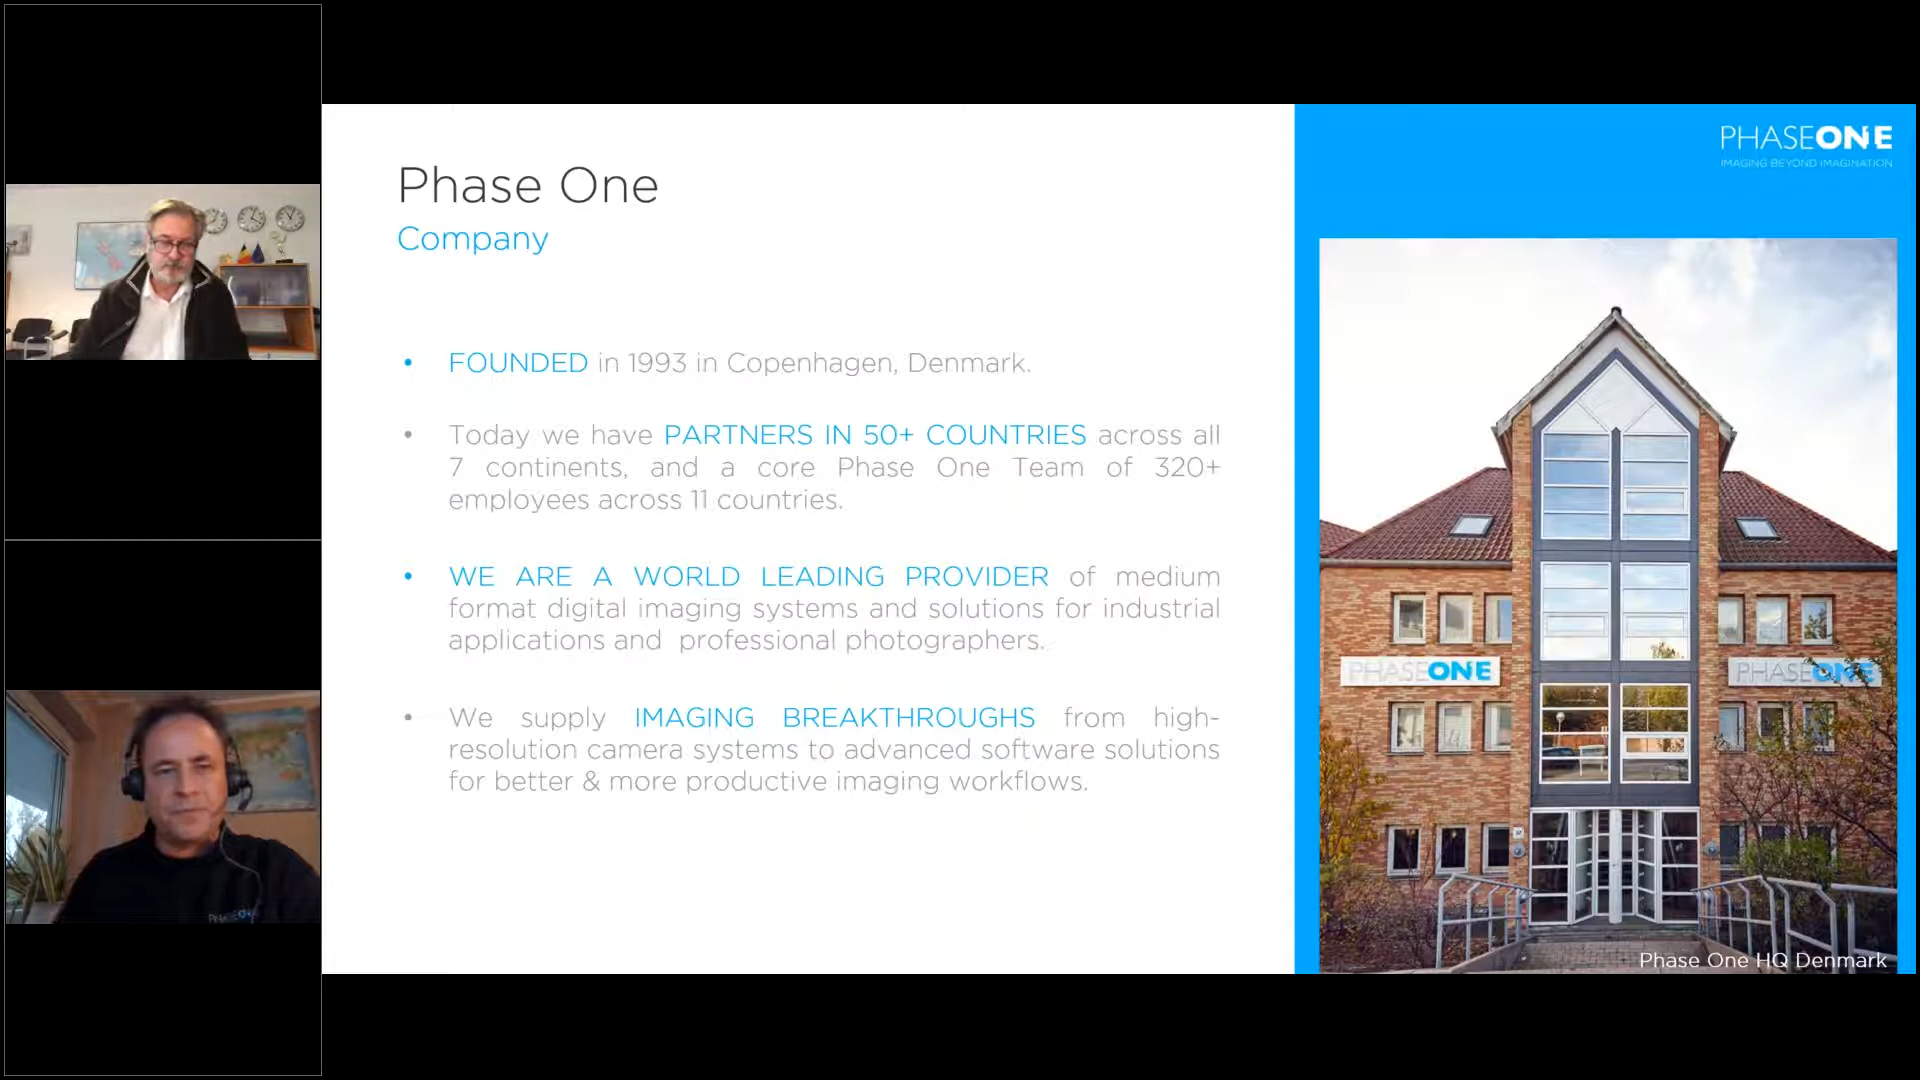 PHASEONE
IMAGING BEYOND IMAGINATION
Phase One
Company
• FOUNDED in 1993 in Copenhagen, Denmark.
• Today we have PARTNERS IN 50+ COUNTRIES across all
7 continents, and a core Phase One Team of 320+
employees across 11 countries.
• WE ARE A WORLD LEADING PROVIDER of medium
format digital imaging systems and solutions for industrial
applications and professional photographers.
• We supply IMAGING BREAKTHROUGHS from high-
resolution camera systems to advanced software solutions
for better & more productive imaging workflows.
PHASEONE
PHASEONE
Phase One HQ Denmark
PHASEONE